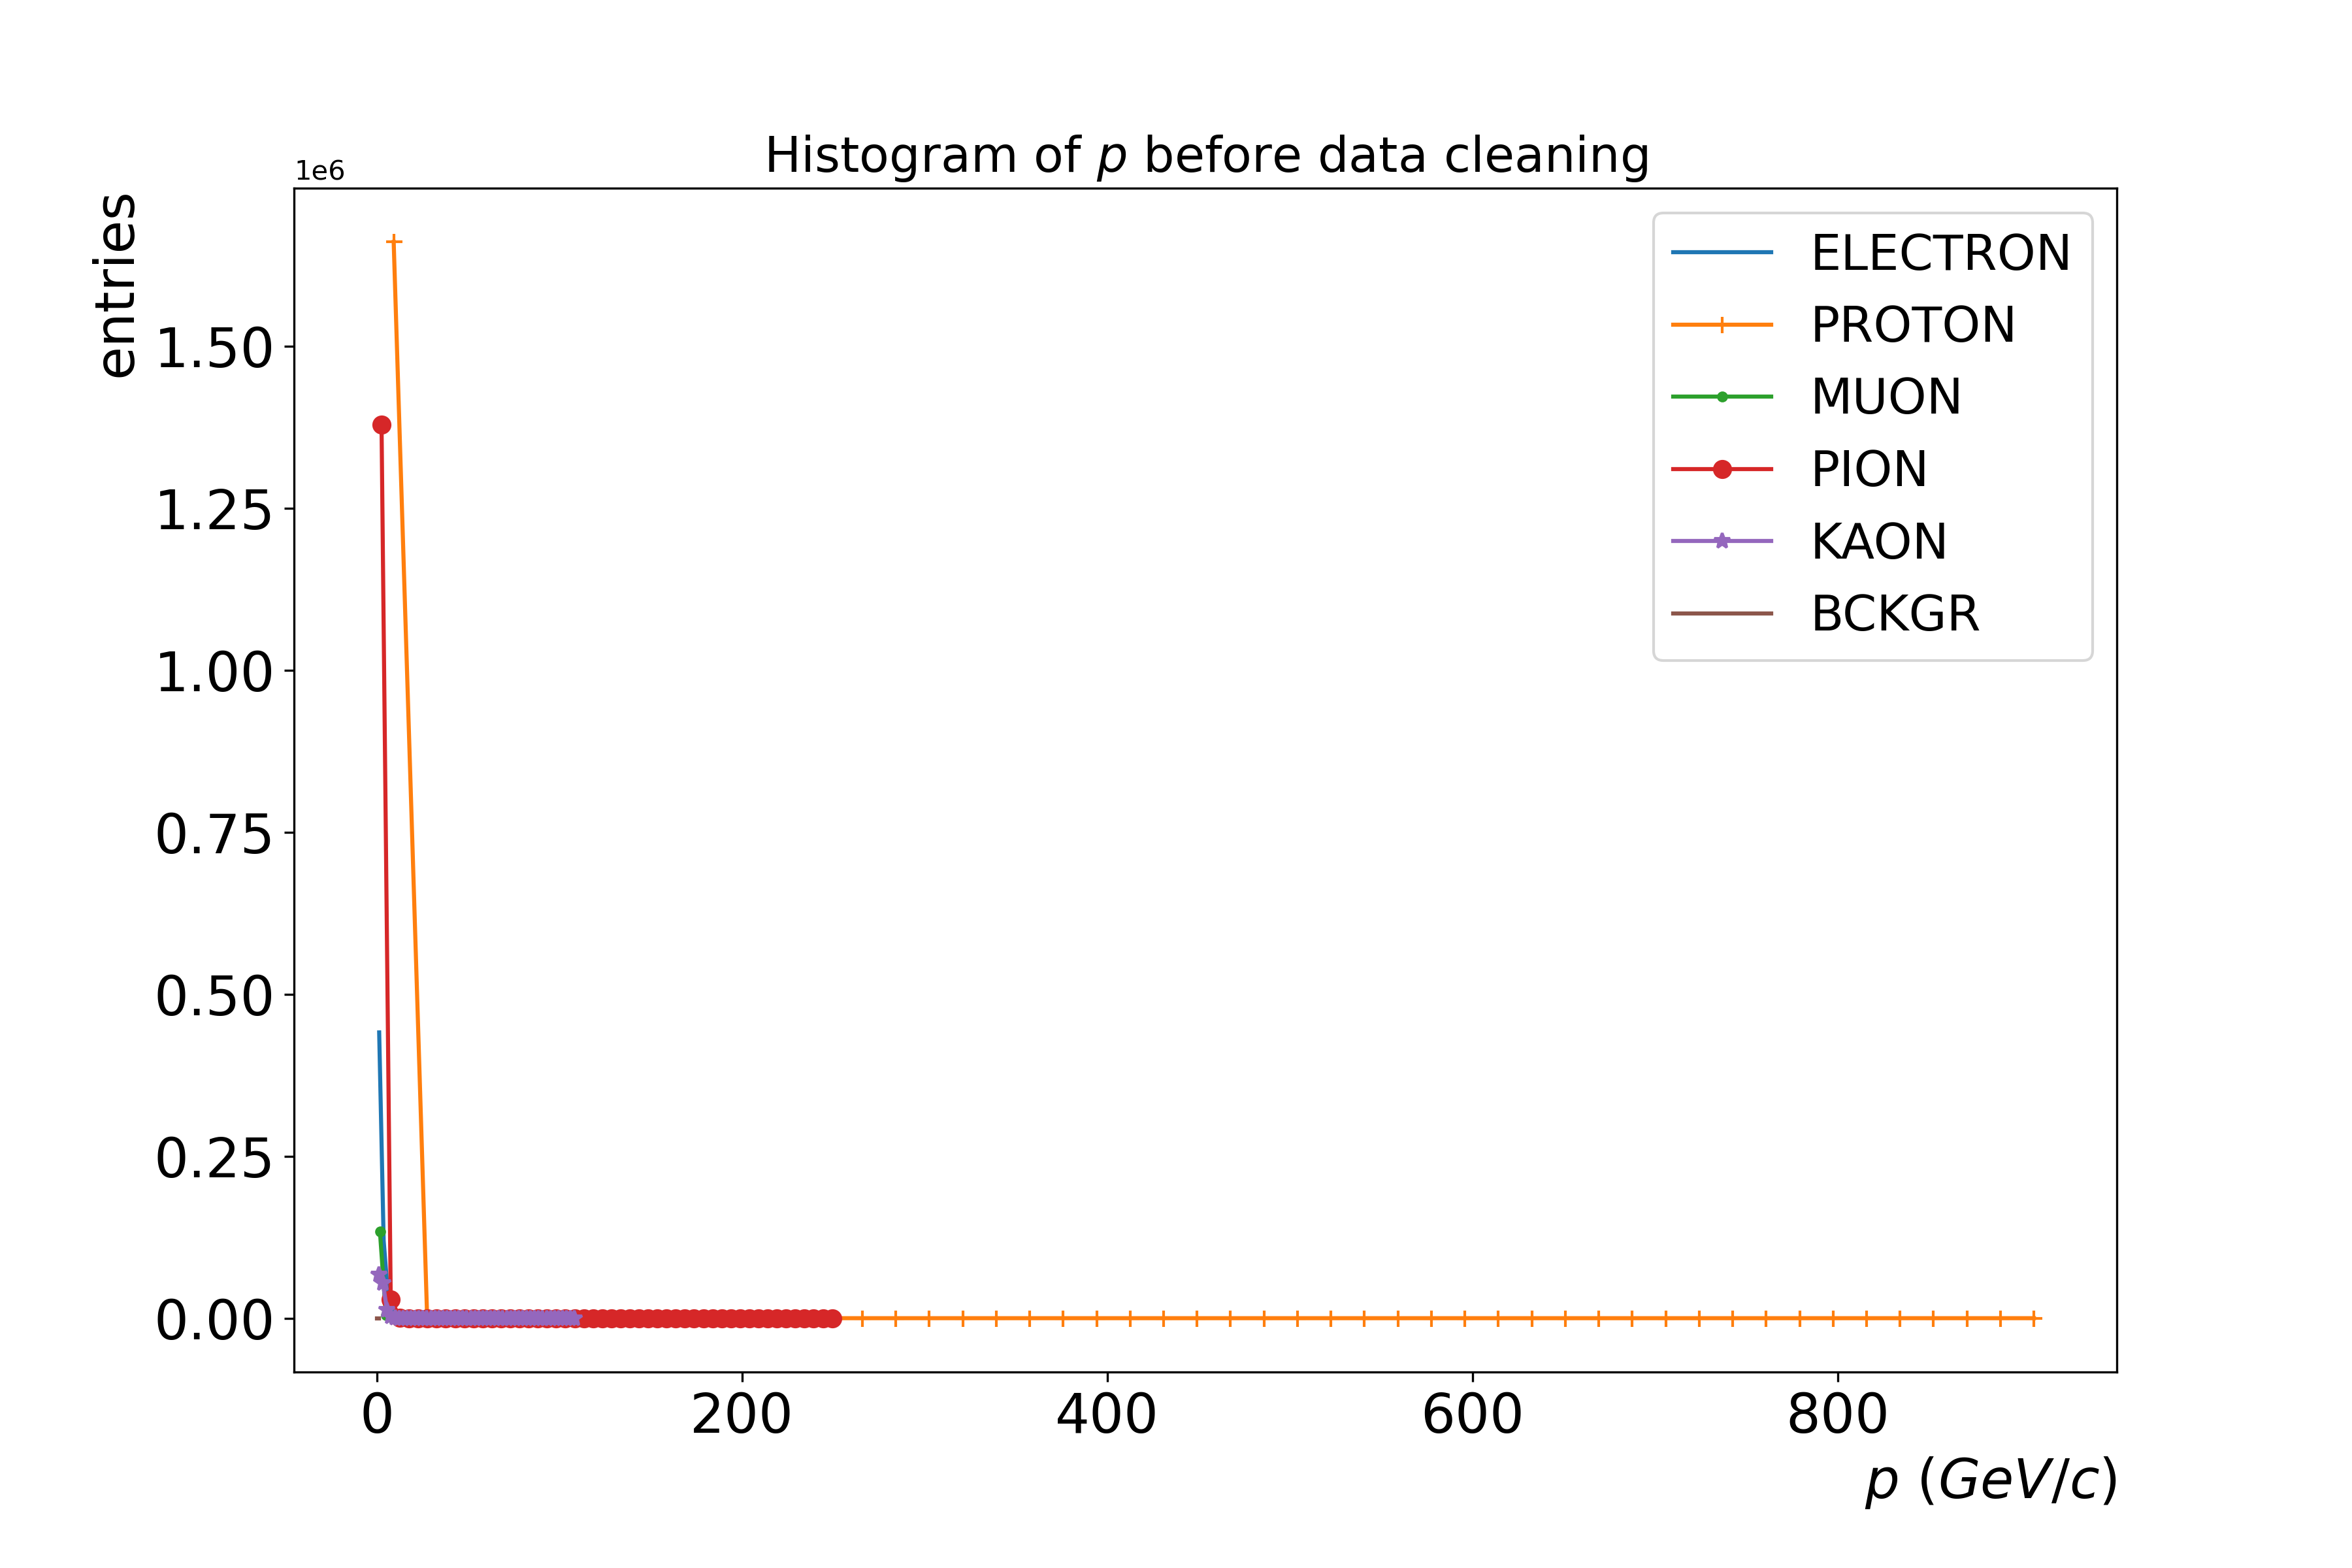 Histogram of p before data cleaning
1e6
entries
1.50
1.25
1.00
0.75
0.50
0.25
0.00
0 200 400 600 800
p (GeV/c)
ELECTRON
PROTON
MUON
PION
KAON
BCKGR